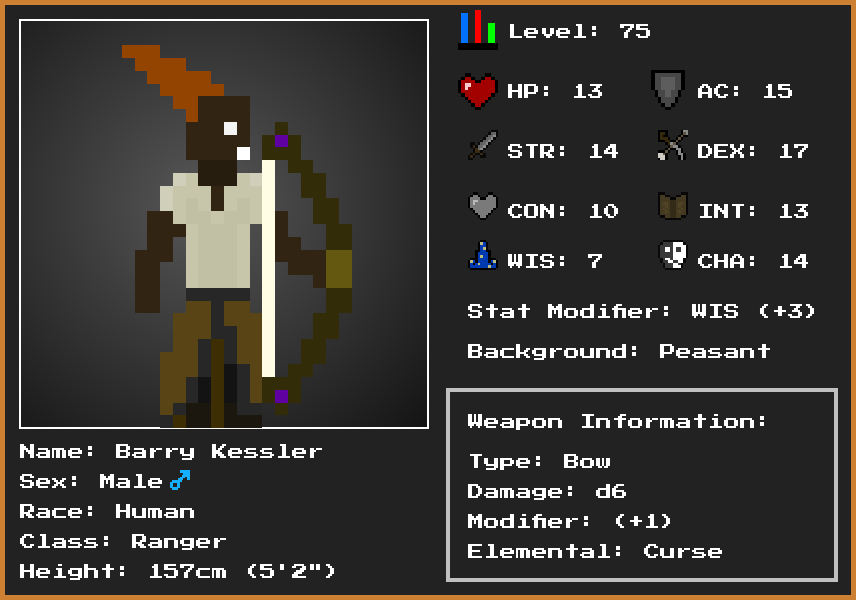 Level: 75
HP: 13
AC: 15
STR: 14
DEX: 17
CON: 10
INT: 13
WIS: 7
CHA: 14
Stat Modifier: WIS (+3)
Background: Peasant
Weapon Information:
Type: Bow
Damage: d6
Modifier: (+1)
Elemental: Curse
Name: Barry Kessler
Sex: Male ♂
Race: Human
Class: Ranger
Height: 157cm (5'2")